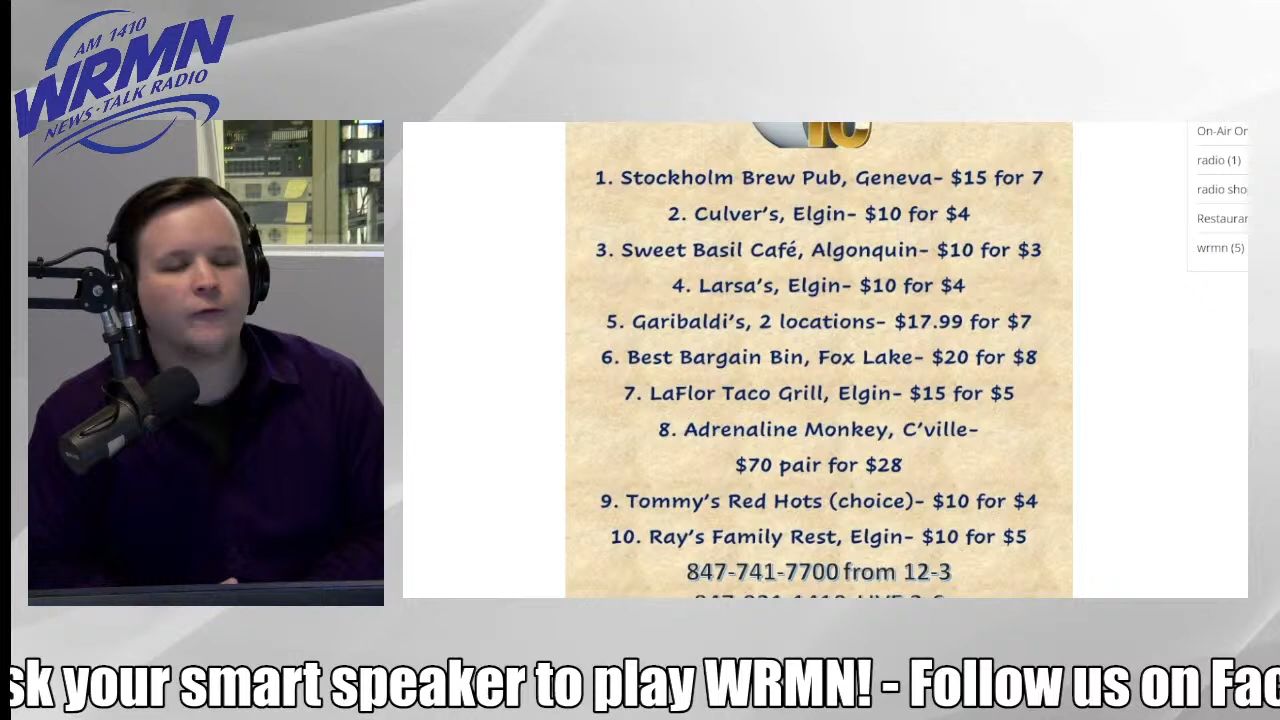 AM 1410
WRMN
NEWS·TALK RADIO
10
On-Air Or
radio (1)
radio sho
Restaurar
wrmn (5)
1. Stockholm Brew Pub, Geneva- $15 for 7
2. Culver's, Elgin- $10 for $4
3. Sweet Basil Café, Algonquin- $10 for $3
4. Larsa's, Elgin- $10 for $4
5. Garibaldi's, 2 locations- $17.99 for $7
6. Best Bargain Bin, Fox Lake- $20 for $8
7. LaFlor Taco Grill, Elgin- $15 for $5
8. Adrenaline Monkey, C'ville-
$70 pair for $28
9. Tommy's Red Hots (choice)- $10 for $4
10. Ray's Family Rest, Elgin- $10 for $5
847-741-7700 from 12-3
sk your smart speaker to play WRMN! - Follow us on Fac